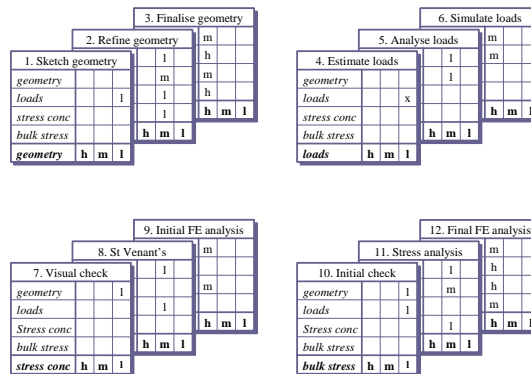 3. Finalise geometry
m
h
m
h
h m l
2. Refine geometry
l
m
l
l
h m l
1. Sketch geometry
geometry
loads l
stress conc
bulk stress
geometry h m l
6. Simulate loads
m
m
h m l
5. Analyse loads
l
l
h m l
4. Estimate loads
geometry
loads x
stress conc
bulk stress
loads h m l
9. Initial FE analysis
m
m
h m l
8. St Venant's
l
l
h m l
7. Visual check
geometry l
loads
Stress conc
bulk stress
stress conc h m l
12. Final FE analysis
m
h
h
m
h m l
11. Stress analysis
l
m
l
h m l
10. Initial check
geometry l
loads l
Stress conc
bulk stress
bulk stress h m l